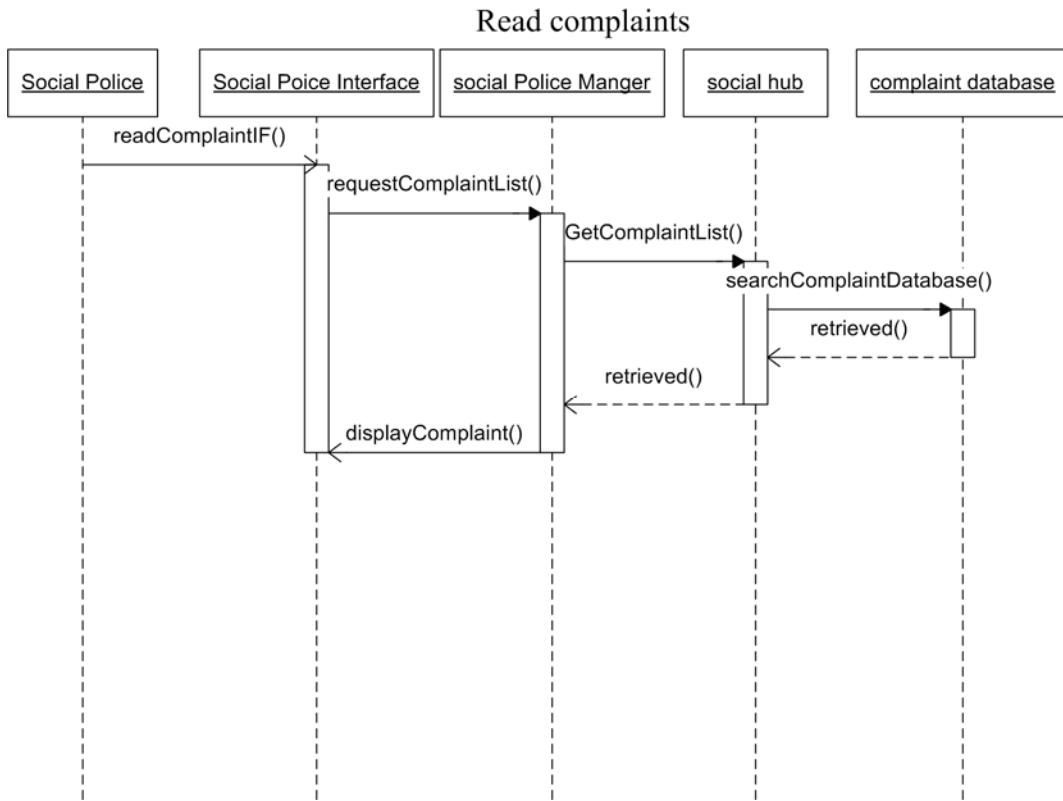 Read complaints
Social Police
Social Poice Interface
social Police Manger
social hub
complaint database
readComplaintIF()
requestComplaintList()
GetComplaintList()
searchComplaintDatabase()
retrieved()
retrieved()
displayComplaint()